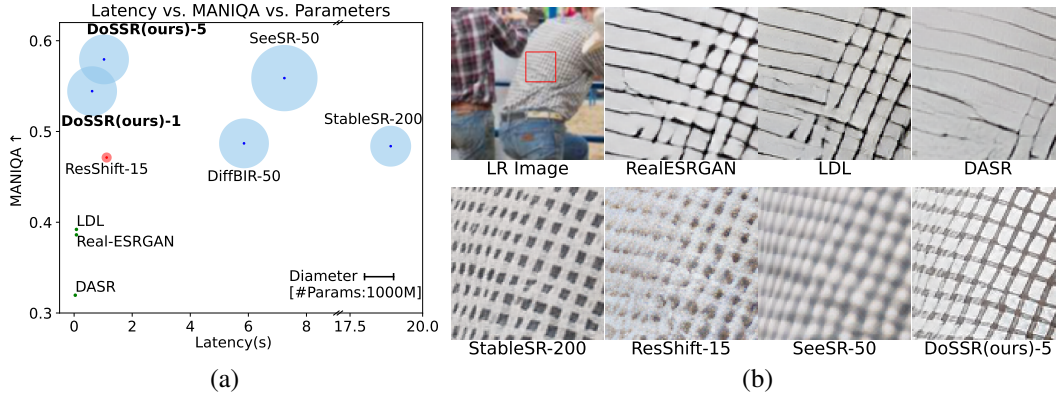 Latency vs. MANIQA vs. Parameters
MANIQA ↑
0.6
0.5
0.4
0.3
DoSSR(ours)-5
SeeSR-50
DoSSR(ours)-1
StableSR-200
ResShift-15
DiffBIR-50
LDL
Real-ESRGAN
DASR
Diameter
[#Params:1000M]
0 2 4 6 8 17.5 20.0
Latency(s)
(a)
LR Image RealESRGAN LDL DASR
StableSR-200 ResShift-15 SeeSR-50 DoSSR(ours)-5
(b)